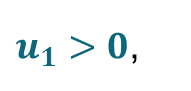 u₁ > 0,